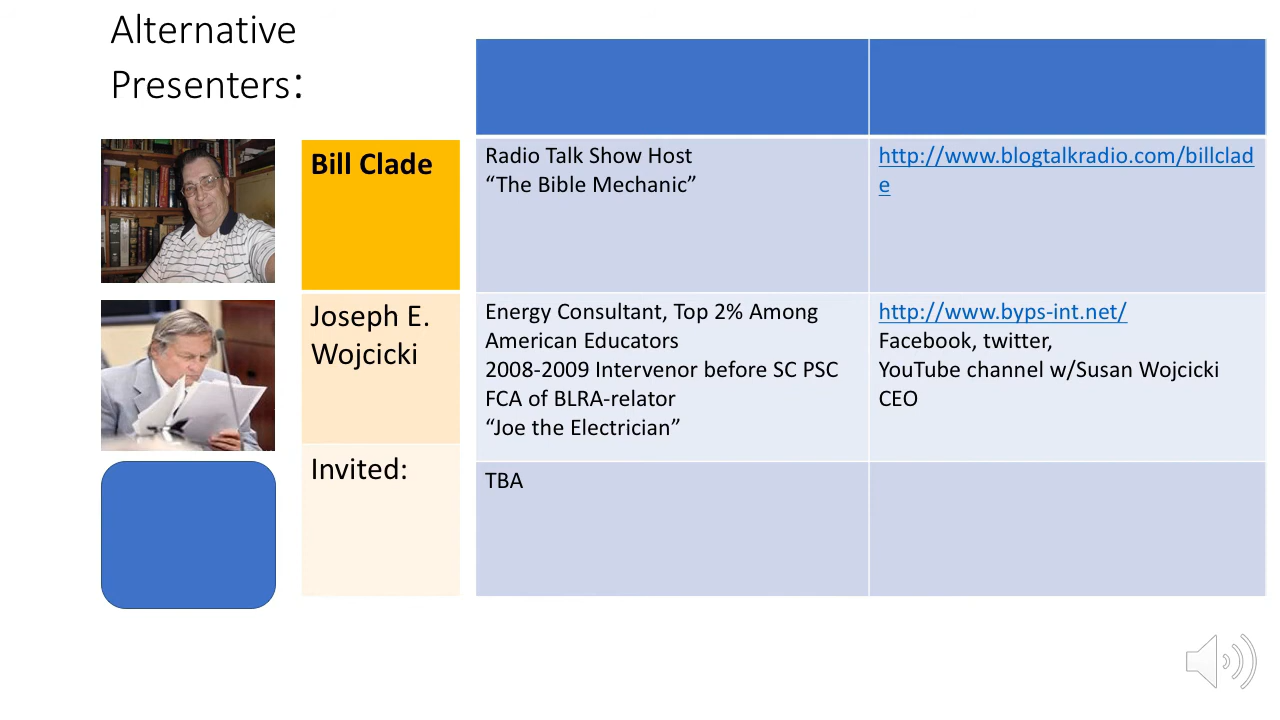 Alternative
Presenters:
Bill Clade
Radio Talk Show Host
“The Bible Mechanic”
http://www.blogtalkradio.com/billclad
e
Joseph E.
Wojcicki
Energy Consultant, Top 2% Among
American Educators
2008-2009 Intervenor before SC PSC
FCA of BLRA-relator
“Joe the Electrician”
http://www.byps-int.net/
Facebook, twitter,
YouTube channel w/Susan Wojcicki
CEO
Invited:
TBA